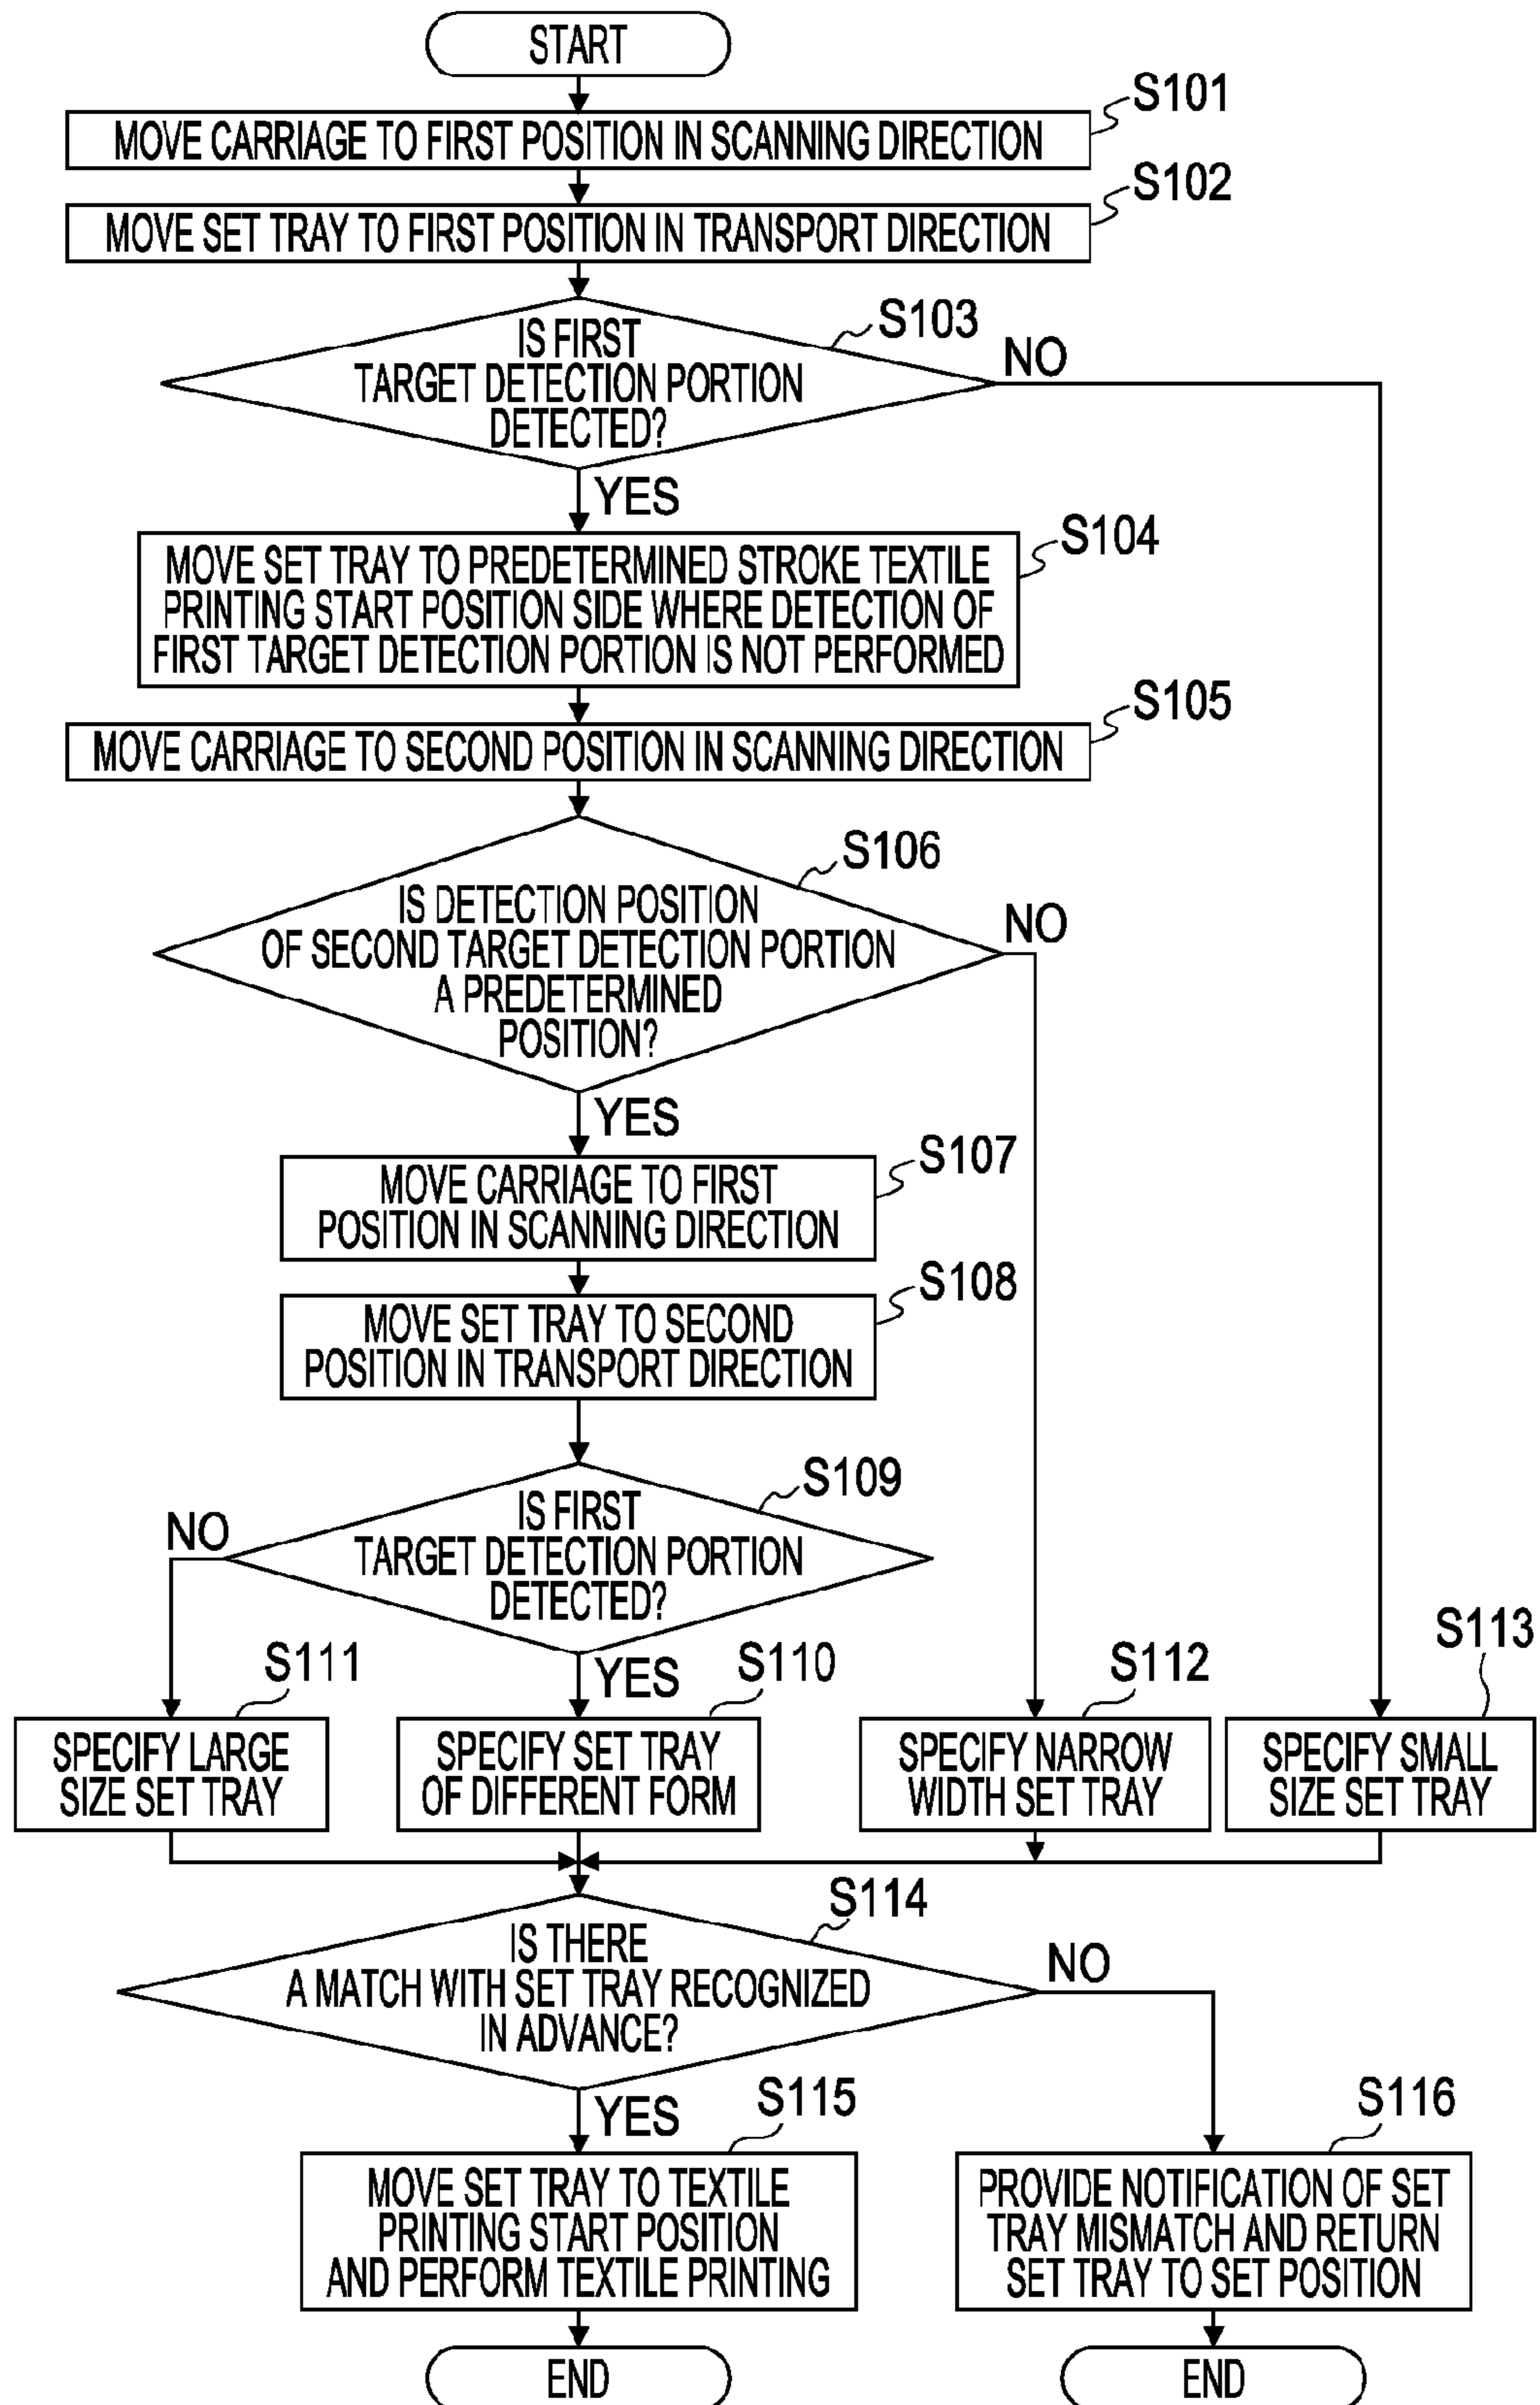 START
S101
MOVE CARRIAGE TO FIRST POSITION IN SCANNING DIRECTION
S102
MOVE SET TRAY TO FIRST POSITION IN TRANSPORT DIRECTION
S103
IS FIRST
TARGET DETECTION PORTION
DETECTED?
NO
YES
S104
MOVE SET TRAY TO PREDETERMINED STROKE TEXTILE
PRINTING START POSITION SIDE WHERE DETECTION OF
FIRST TARGET DETECTION PORTION IS NOT PERFORMED
S105
MOVE CARRIAGE TO SECOND POSITION IN SCANNING DIRECTION
S106
IS DETECTION POSITION
OF SECOND TARGET DETECTION PORTION
A PREDETERMINED
POSITION?
NO
YES
S107
MOVE CARRIAGE TO FIRST
POSITION IN SCANNING DIRECTION
S108
MOVE SET TRAY TO SECOND
POSITION IN TRANSPORT DIRECTION
S109
IS FIRST
TARGET DETECTION PORTION
DETECTED?
NO
YES
S111
SPECIFY LARGE
SIZE SET TRAY
S110
SPECIFY SET TRAY
OF DIFFERENT FORM
S112
SPECIFY NARROW
WIDTH SET TRAY
S113
SPECIFY SMALL
SIZE SET TRAY
S114
IS THERE
A MATCH WITH SET TRAY RECOGNIZED
IN ADVANCE?
NO
YES
S115
MOVE SET TRAY TO TEXTILE
PRINTING START POSITION
AND PERFORM TEXTILE PRINTING
S116
PROVIDE NOTIFICATION OF SET
TRAY MISMATCH AND RETURN
SET TRAY TO SET POSITION
END
END